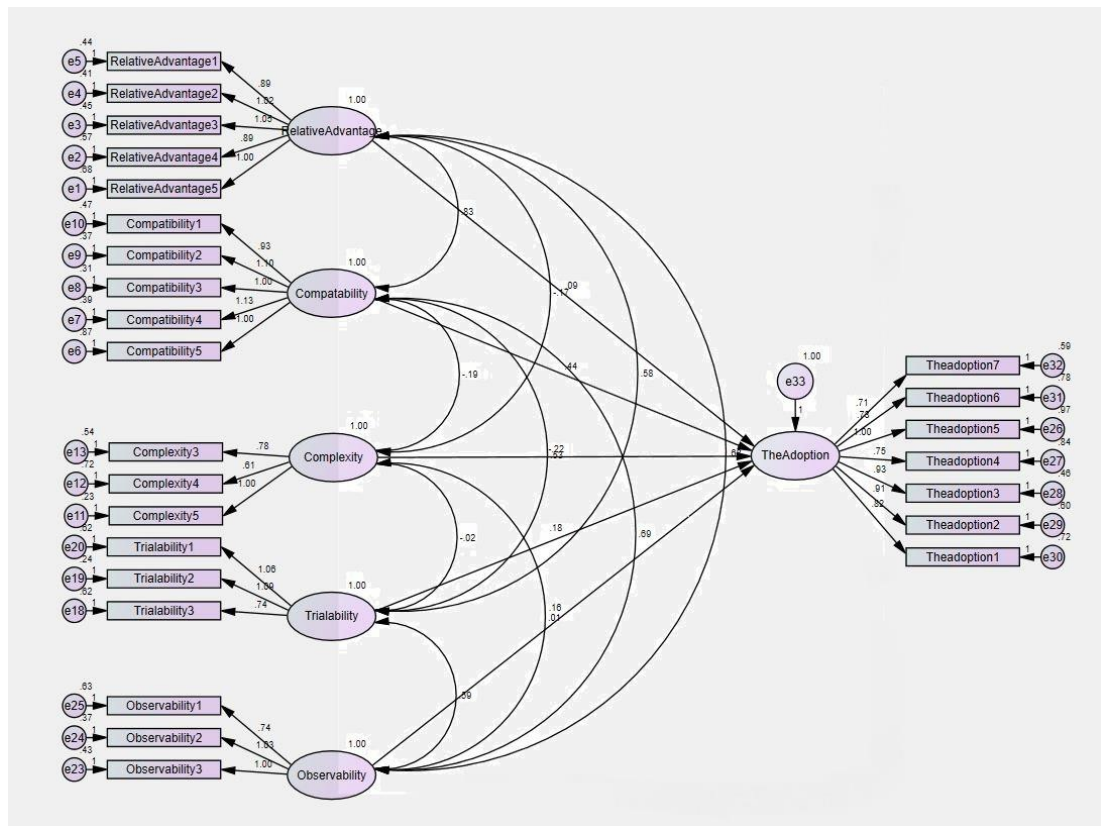 .44
e5 1 RelativeAdvantage1
.41
e4 1 RelativeAdvantage2
.45
e3 1 RelativeAdvantage3
.57
e2 1 RelativeAdvantage4
.68
e1 1 RelativeAdvantage5
.89
1.02
1.05
.89
1.00
1.00
RelativeAdvantage
.47
e10 1 Compatibility1
.37
e9 1 Compatibility2
.31
e8 1 Compatibility3
.39
e7 1 Compatibility4
.87
e6 1 Compatibility5
.93
1.10
1.00
1.13
1.00
1.00
Compatability
.54
e13 1 Complexity3
.72
e12 1 Complexity4
.23
e11 1 Complexity5
.78
.61
1.00
1.00
Complexity
.62
e20 1 Trialability1
.24
e19 1 Trialability2
.62
e18 1 Trialability3
1.06
1.09
.74
1.00
Trialability
.63
e25 1 Observability1
.37
e24 1 Observability2
.43
e23 1 Observability3
.74
1.03
1.00
1.00
Observability
.83
.09
-.17
-.19
.44
.58
-.22
-.02
.18
.69
.16
.01
.59
1.00
e33
1
TheAdoption
.71
.73
1.00
.75
.93
.91
.59
Theadoption7 1 e32
.78
Theadoption6 1 e31
.97
Theadoption5 1 e26
.84
Theadoption4 1 e27
.46
Theadoption3 1 e28
.60
Theadoption2 1 e29
.72
Theadoption1 1 e30